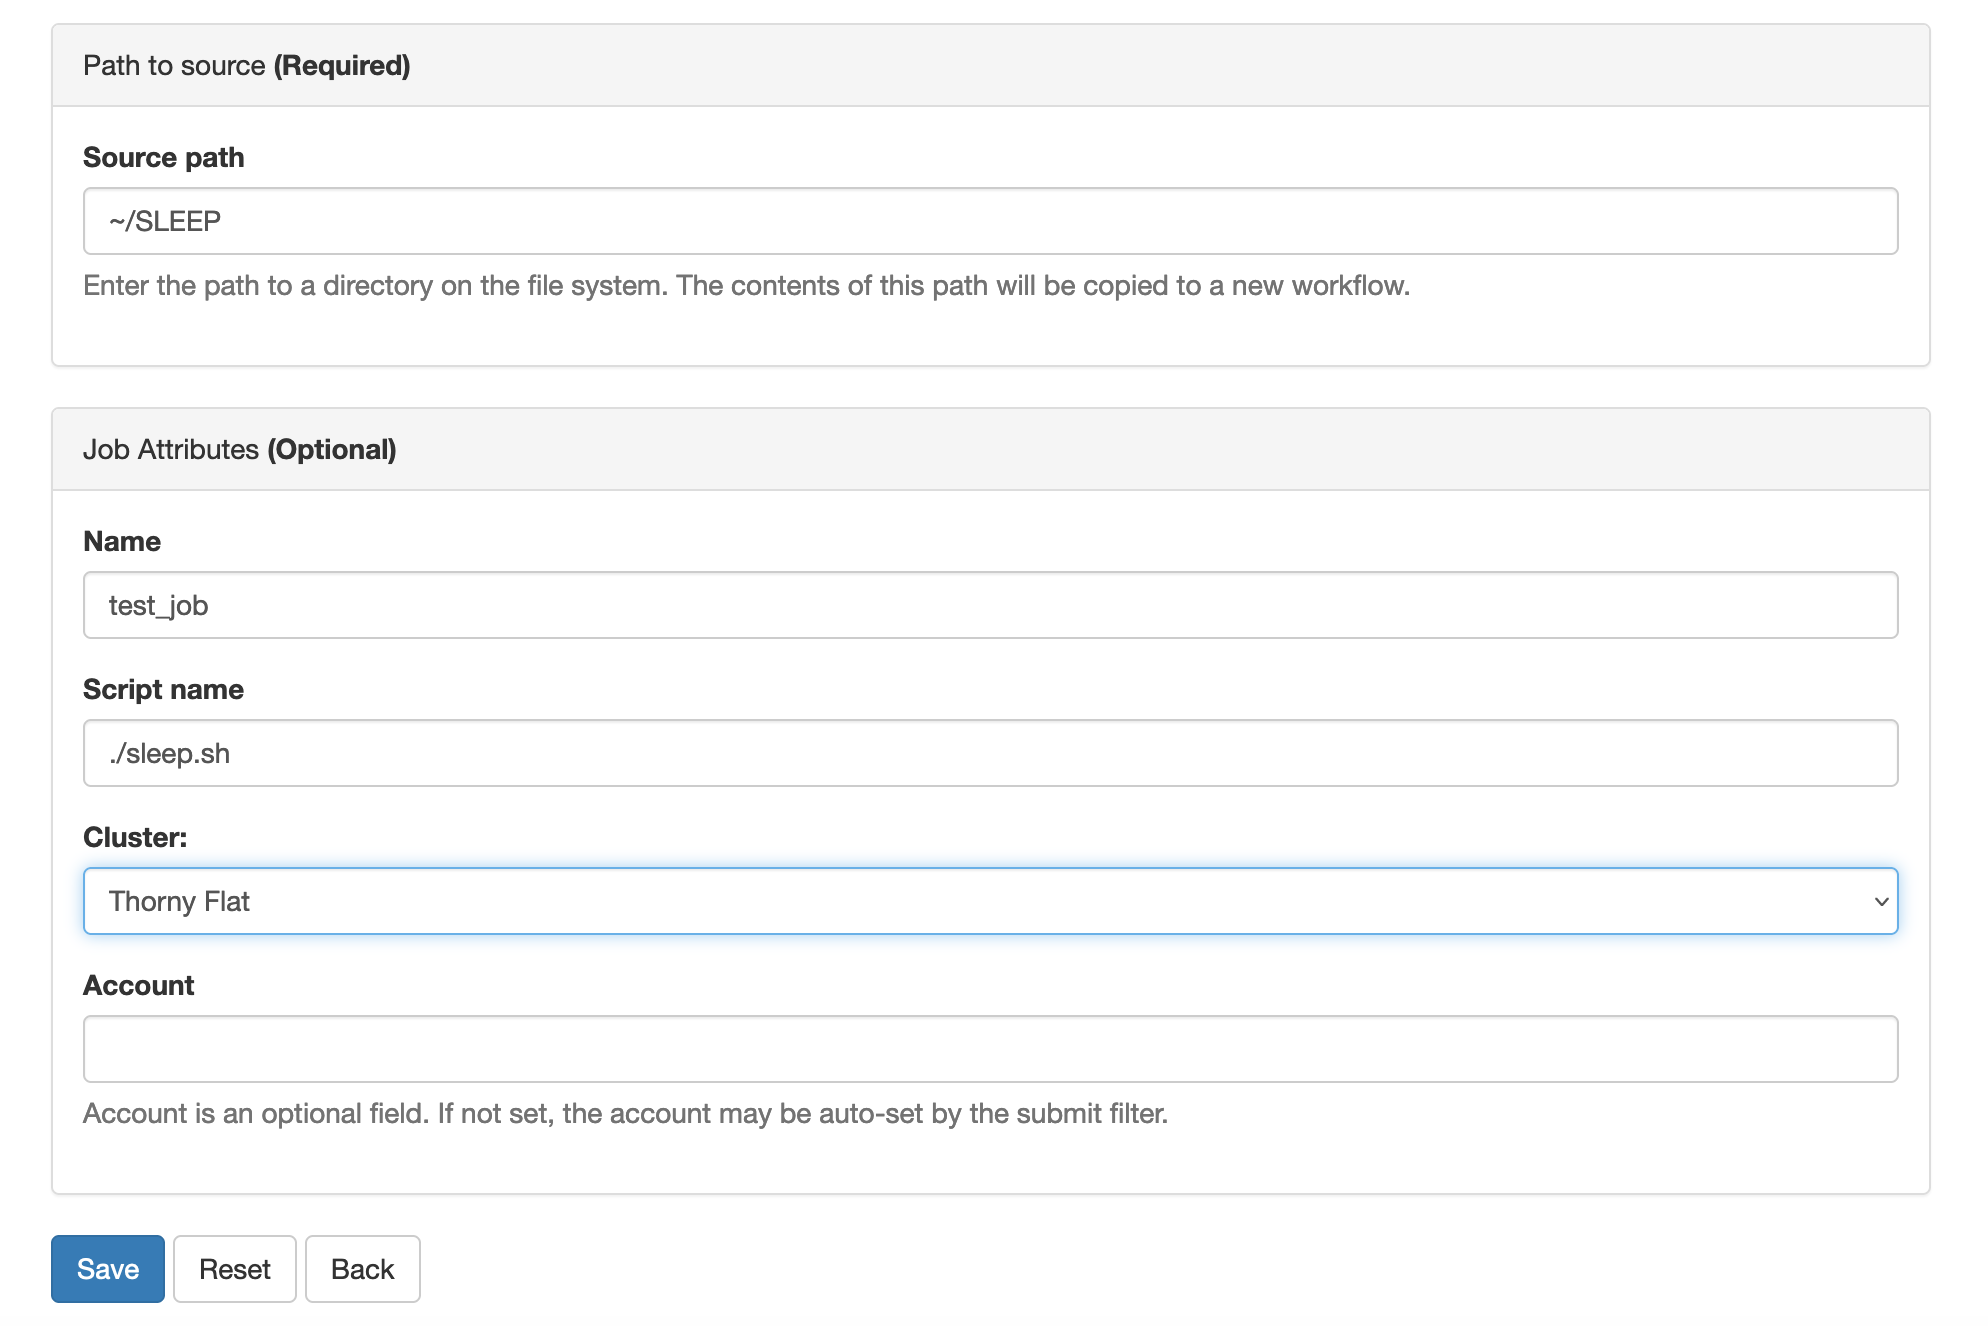 Path to source (Required)
Source path
~/SLEEP
Enter the path to a directory on the file system. The contents of this path will be copied to a new workflow.
Job Attributes (Optional)
Name
test_job
Script name
./sleep.sh
Cluster:
Thorny Flat
Account
Account is an optional field. If not set, the account may be auto-set by the submit filter.
Save Reset Back